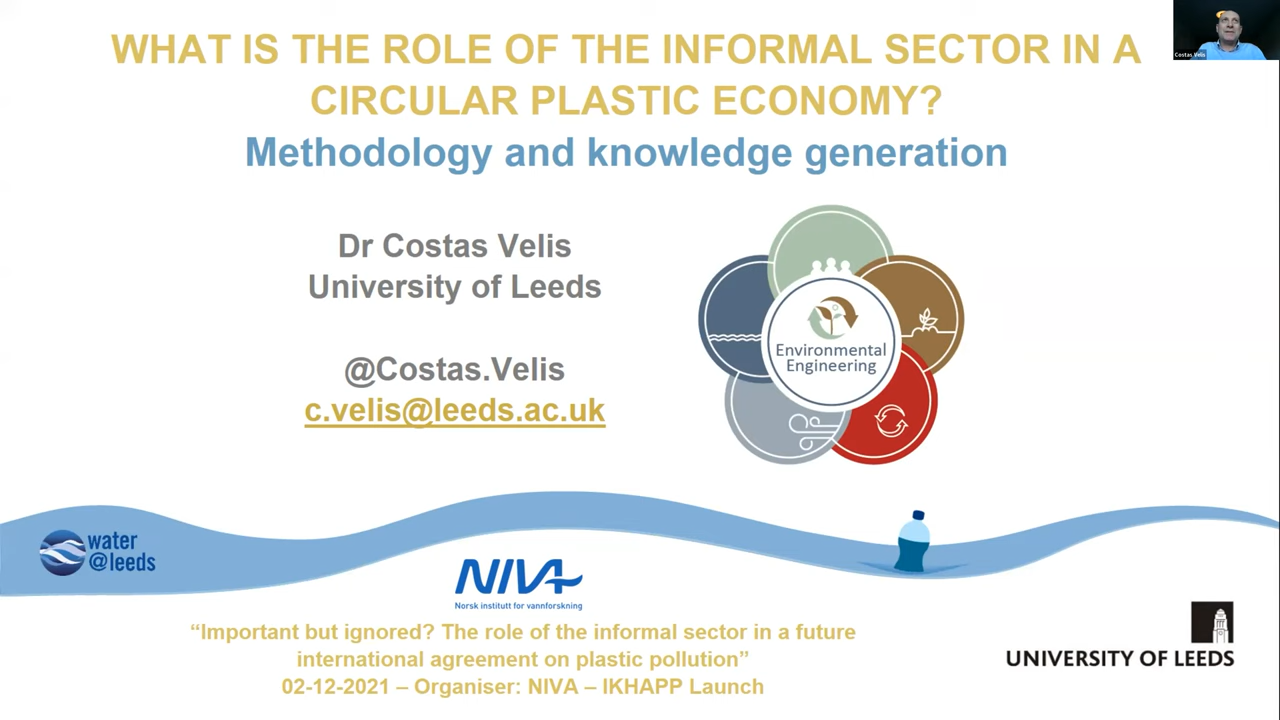 WHAT IS THE ROLE OF THE INFORMAL SECTOR IN A
CIRCULAR PLASTIC ECONOMY?
Methodology and knowledge generation
Costas Velis
Dr Costas Velis
University of Leeds
@Costas.Velis
c.velis@leeds.ac.uk
Environmental
Engineering
water
@leeds
NIVA
Norsk institutt for vannforskning
“Important but ignored? The role of the informal sector in a future
international agreement on plastic pollution”
02-12-2021 – Organiser: NIVA – IKHAPP Launch
UNIVERSITY OF LEEDS